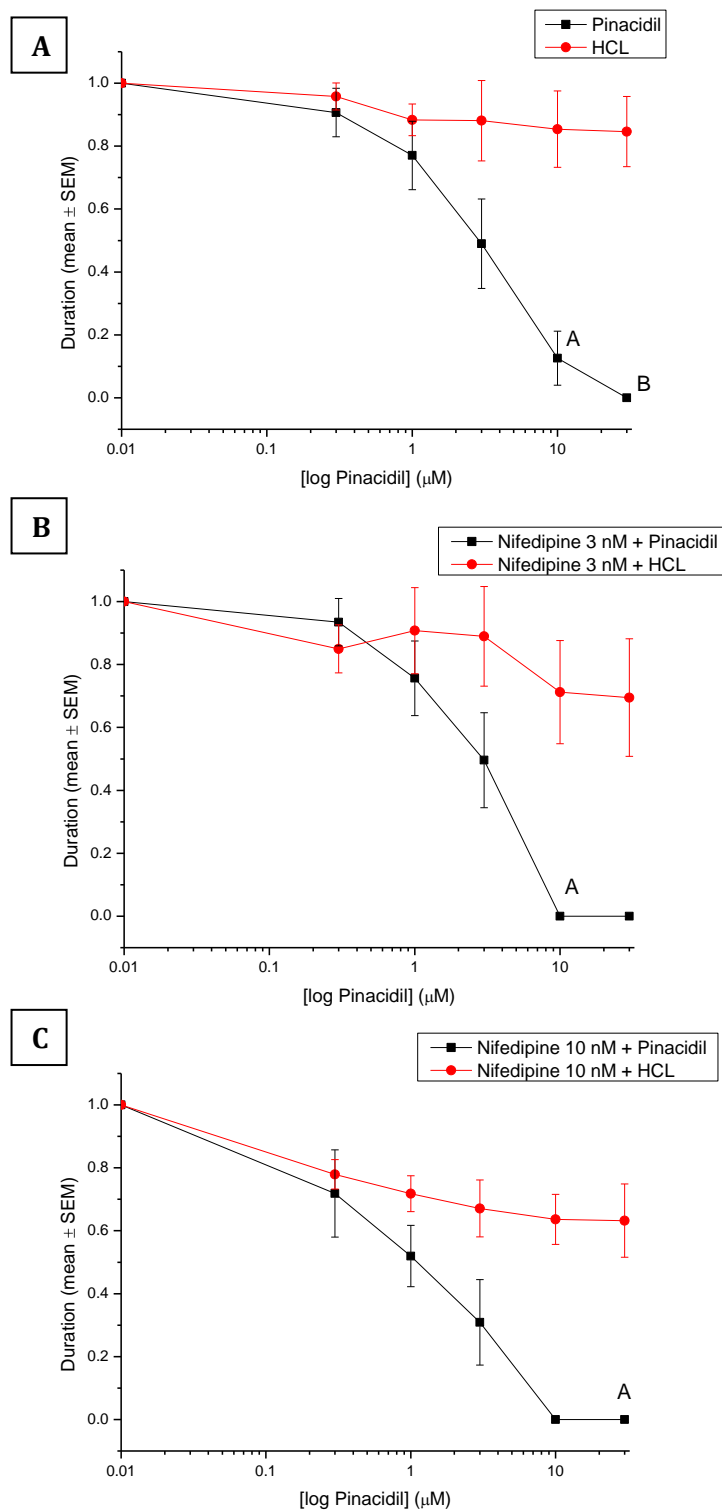 A
Pinacidil
HCL
Duration (mean ± SEM)
1.0
0.8
0.6
0.4
0.2
0.0
A
B
0.01
0.1
1
10
[log Pinacidil] (μM)
B
Nifedipine 3 nM + Pinacidil
Nifedipine 3 nM + HCL
Duration (mean ± SEM)
1.0
0.8
0.6
0.4
0.2
0.0
A
0.01
0.1
1
10
[log Pinacidil] (μM)
C
Nifedipine 10 nM + Pinacidil
Nifedipine 10 nM + HCL
Duration (mean ± SEM)
1.0
0.8
0.6
0.4
0.2
0.0
A
0.01
0.1
1
10
[log Pinacidil] (μM)